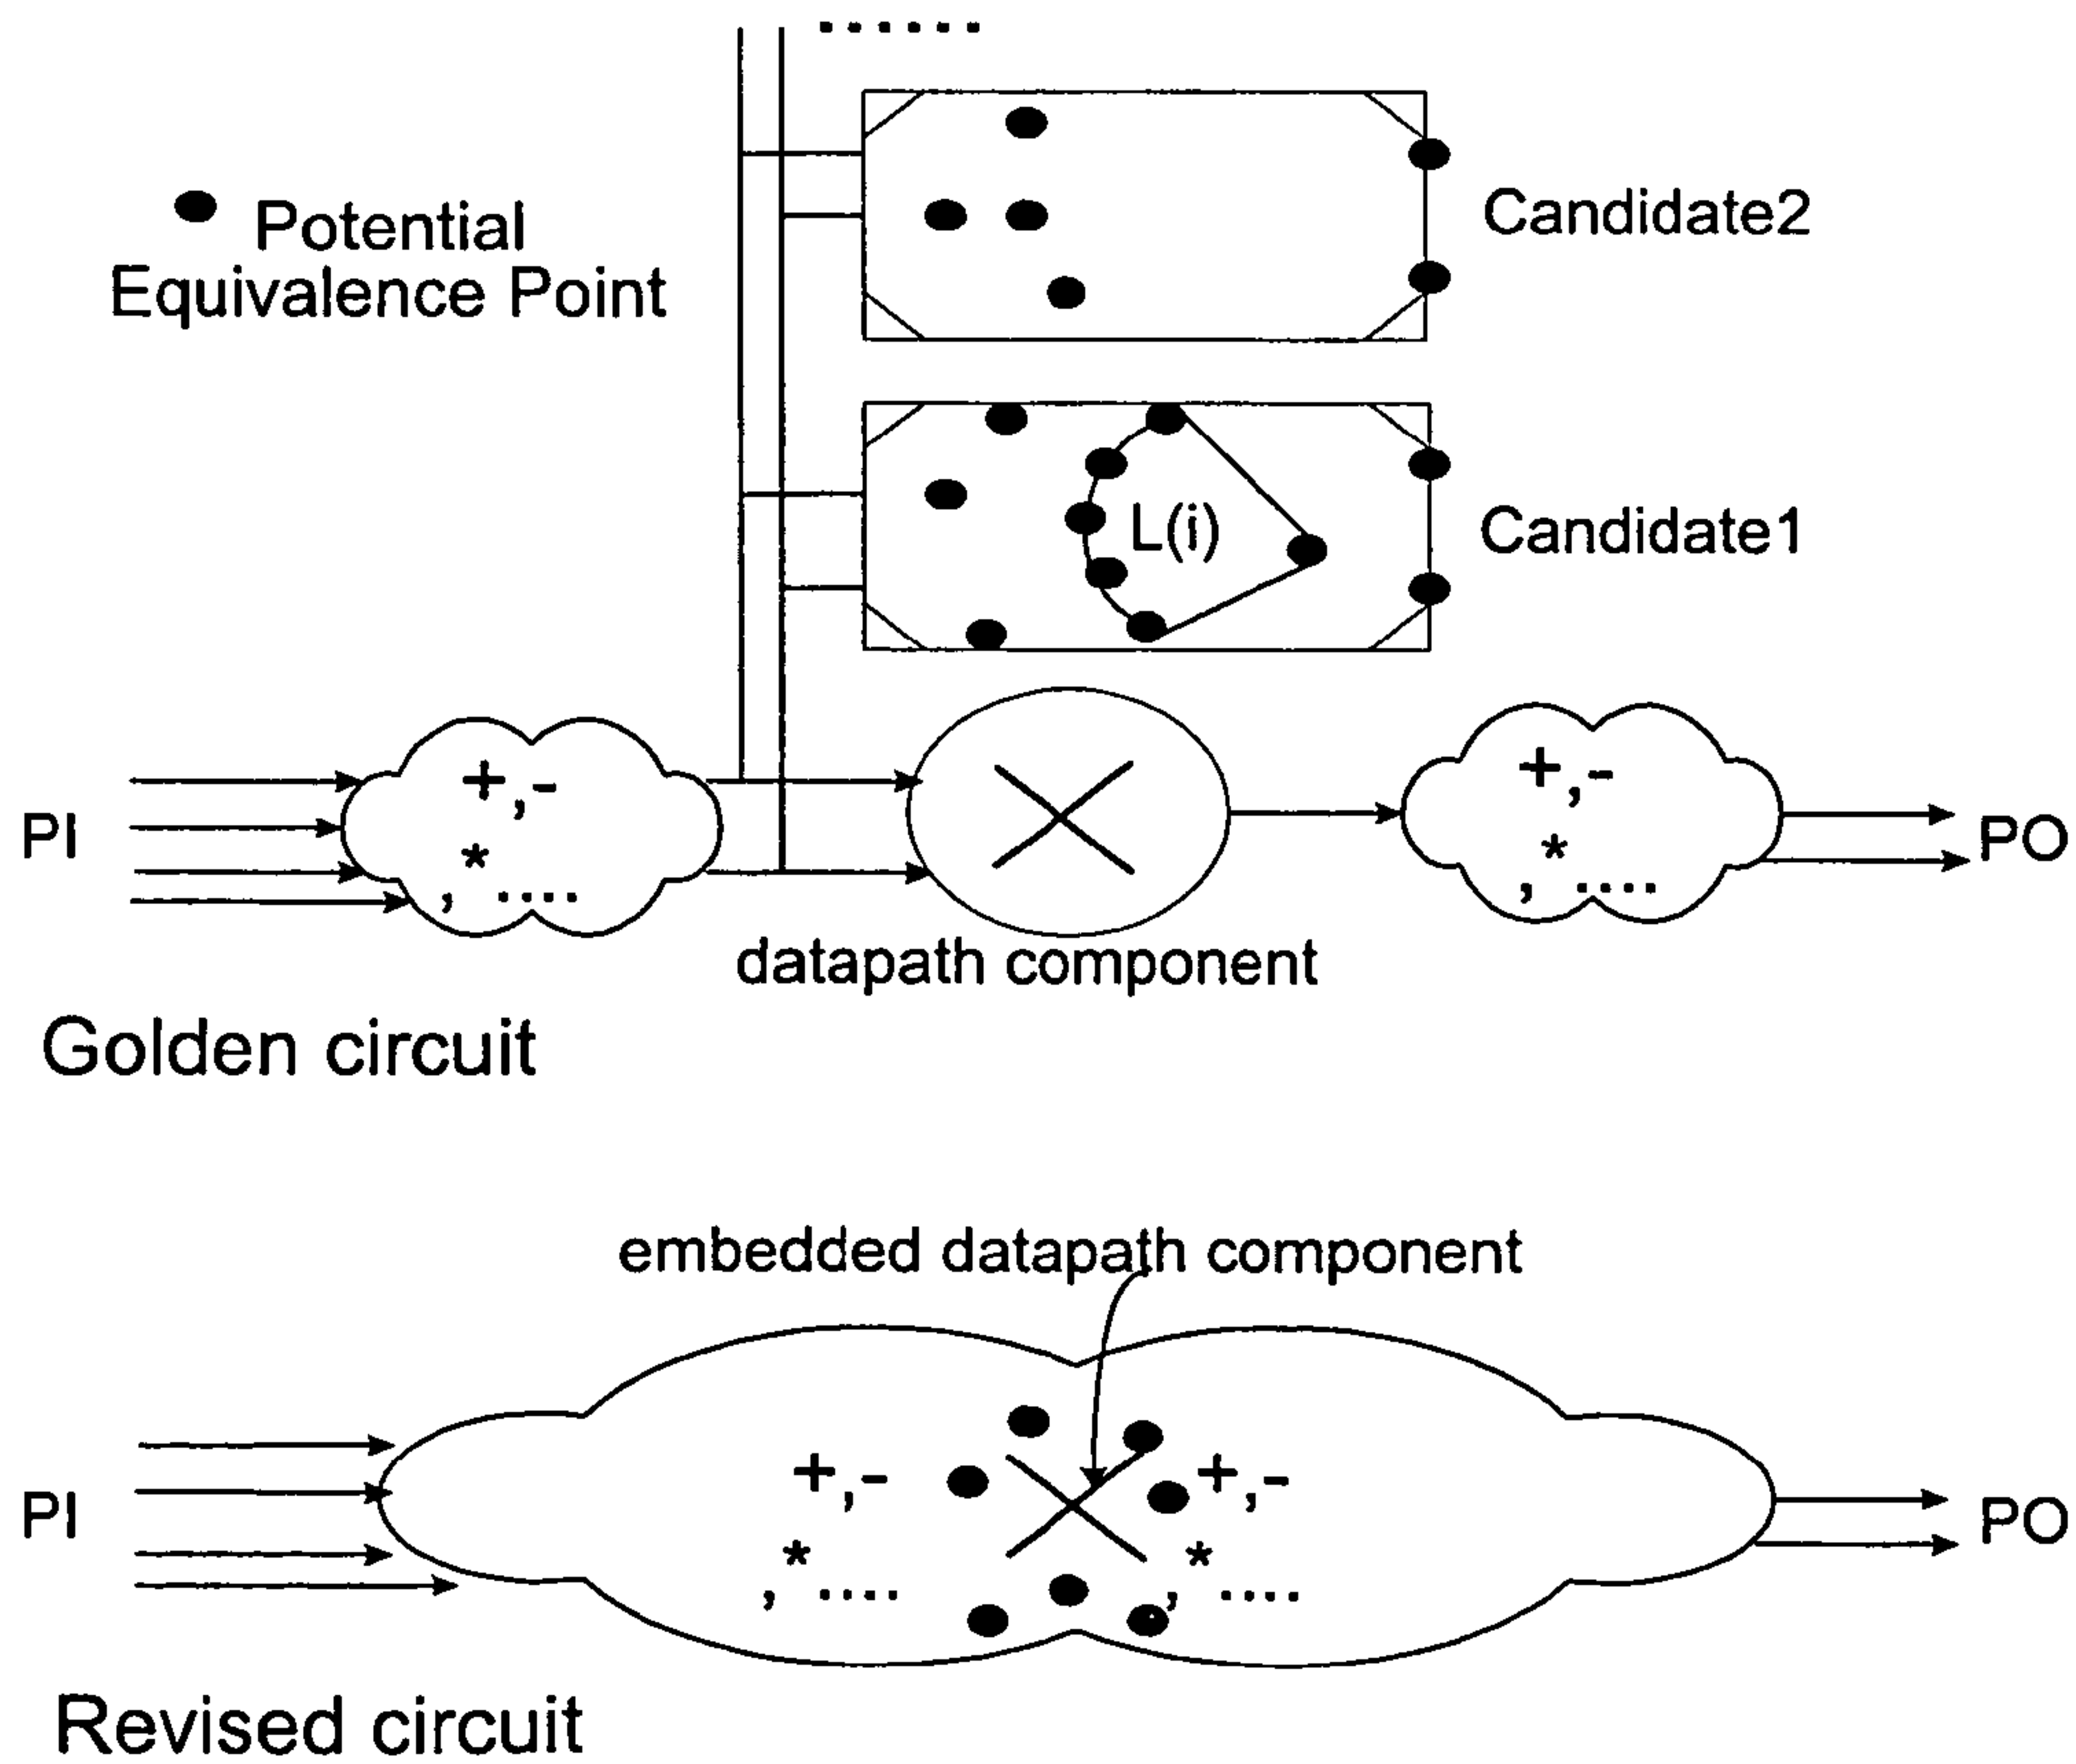 ......
Potential
Equivalence Point
Candidate2
L(i)
Candidate1
PI
+,-
*
, ....
+,-
*
, ....
PO
datapath component
Golden circuit
embedded datapath component
PI
+,-
*
, ....
+,-
*
, ....
PO
Revised circuit